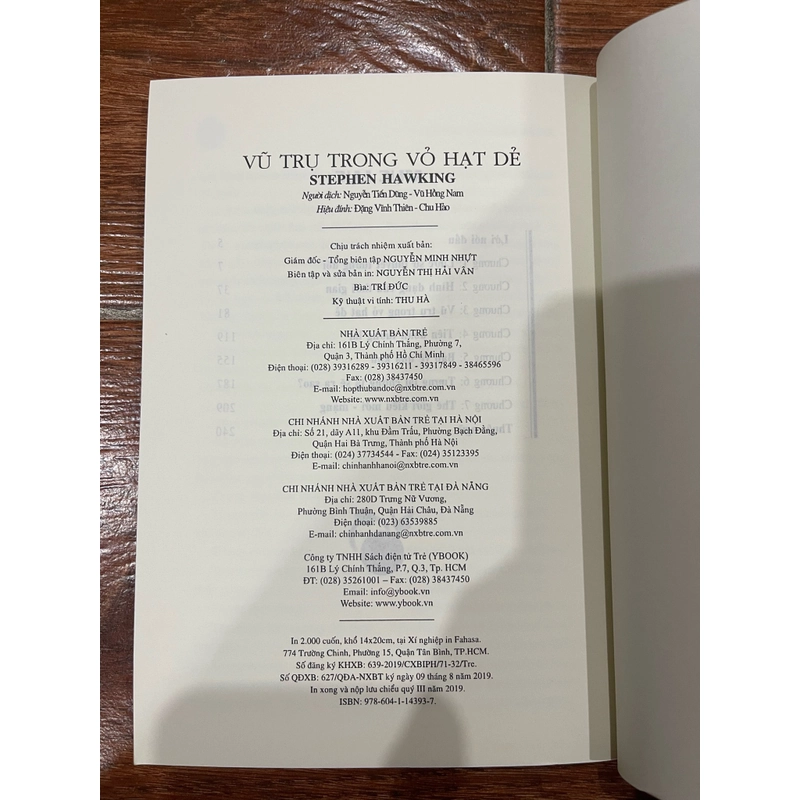 VŨ TRỤ TRONG VỎ HẠT DẺ
STEPHEN HAWKING
Người dịch: Nguyễn Tiến Dũng - Vũ Hồng Nam
Hiệu đính: Đặng Vĩnh Thiên - Chu Hảo
Chịu trách nhiệm xuất bản:
Giám đốc - Tổng biên tập NGUYỄN MINH NHỰT
Biên tập và sửa bản in: NGUYỄN THỊ HẢI VÂN
Bìa: TRÍ ĐỨC
Kỹ thuật vi tính: THU HÀ
NHÀ XUẤT BẢN TRẺ
Địa chỉ: 161B Lý Chính Thắng, Phường 7,
Quận 3, Thành phố Hồ Chí Minh
Điện thoại: (028) 39316289 - 39316211 - 39317849 - 38465596
Fax: (028) 38437450
E-mail: hopthubandoc@nxbtre.com.vn
Website: www.nxbtre.com.vn
CHI NHÁNH NHÀ XUẤT BẢN TRẺ TẠI HÀ NỘI
Địa chỉ: Số 21, dãy A11, khu Đầm Trấu, Phường Bạch Đằng,
Quận Hai Bà Trưng, Thành phố Hà Nội
Điện thoại: (024) 37734544 - Fax: (024) 35123395
E-mail: chinhanhhanoi@nxbtre.com.vn
CHI NHÁNH NHÀ XUẤT BẢN TRẺ TẠI ĐÀ NẴNG
Địa chỉ: 280D Trưng Nữ Vương,
Phường Bình Thuận, Quận Hải Châu, Đà Nẵng
Điện thoại: (023) 63539885
E-mail: chinhanhdanang@nxbtre.com.vn
Công ty TNHH Sách điện tử Trẻ (YBOOK)
161B Lý Chính Thắng, P.7, Q.3, Tp. HCM
ĐT: (028) 35261001 – Fax: (028) 38437450
Email: info@ybook.vn
Website: www.ybook.vn
In 2.000 cuốn, khổ 14x20cm, tại Xí nghiệp in Fahasa.
774 Trường Chinh, Phường 15, Quận Tân Bình, TP.HCM.
Số đăng ký KHXB: 639-2019/CXBIPH/71-32/Tre.
Số QĐXB: 627/QĐA-NXBT ký ngày 09 tháng 8 năm 2019.
In xong và nộp lưu chiểu quý III năm 2019.
ISBN: 978-604-1-14393-7.